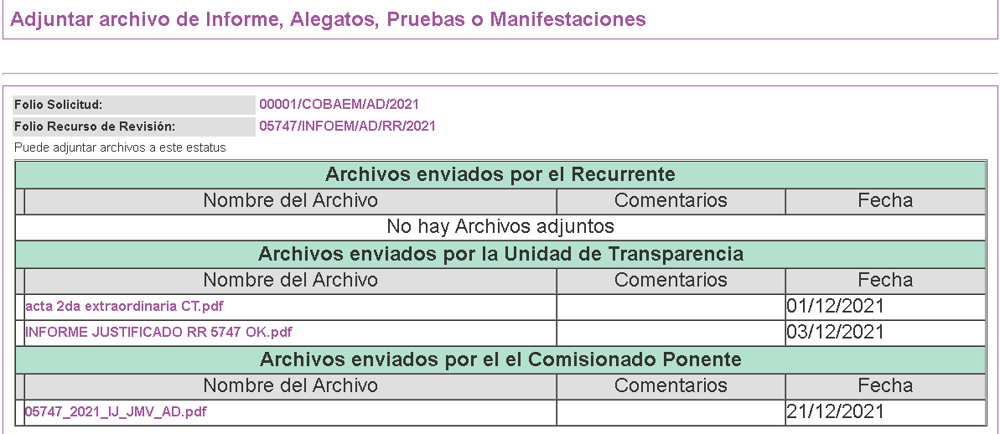 Adjuntar archivo de Informe, Alegatos, Pruebas o Manifestaciones
Folio Solicitud: 00001/COBAEM/AD/2021
Folio Recurso de Revisión: 05747/INFOEM/AD/RR/2021
Puede adjuntar archivos a este estatus
Archivos enviados por el Recurrente
Nombre del Archivo Comentarios Fecha
No hay Archivos adjuntos
Archivos enviados por la Unidad de Transparencia
Nombre del Archivo Comentarios Fecha
acta 2da extraordinaria CT.pdf 01/12/2021
INFORME JUSTIFICADO RR 5747 OK.pdf 03/12/2021
Archivos enviados por el el Comisionado Ponente
Nombre del Archivo Comentarios Fecha
05747_2021_IJ_JMV_AD.pdf 21/12/2021